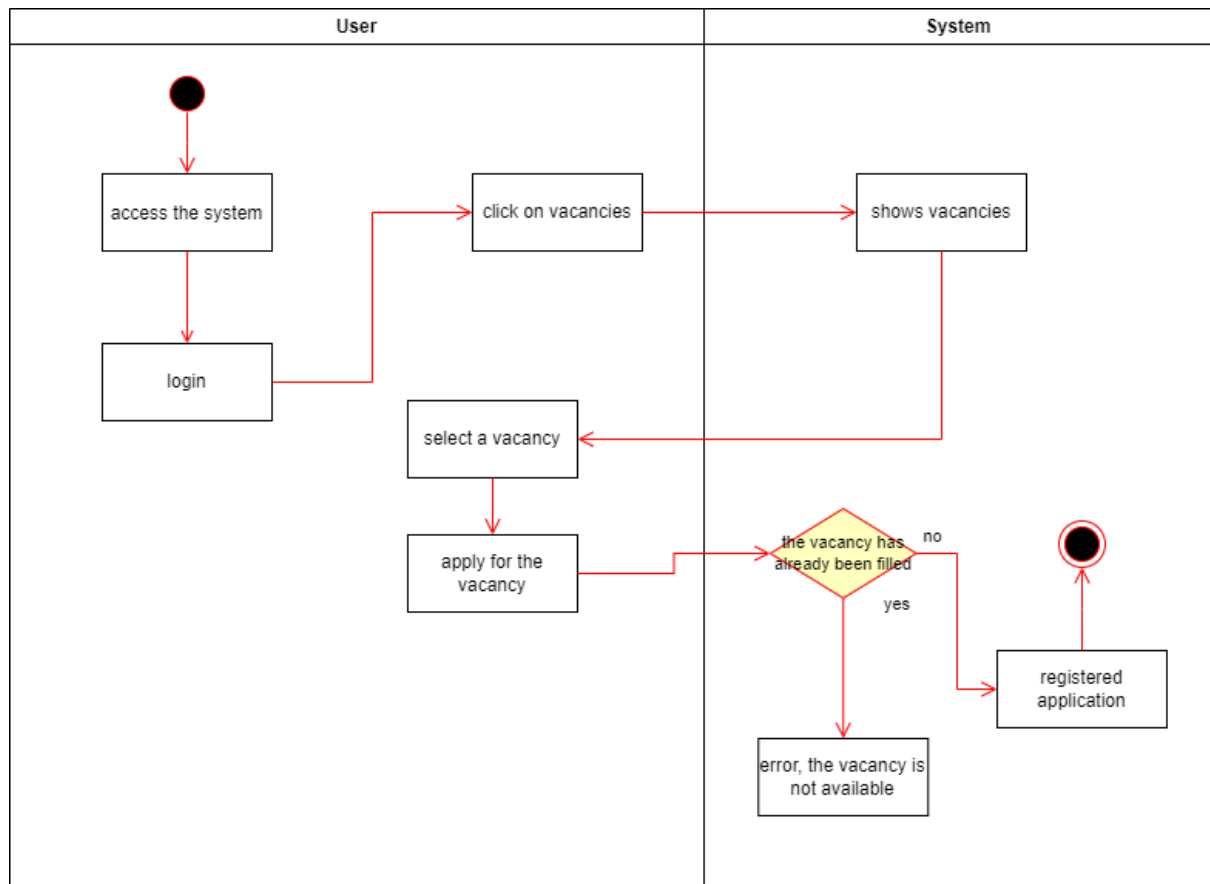 User
System
access the system
click on vacancies
shows vacancies
login
select a vacancy
apply for the
vacancy
the vacancy has
already been filled
no
yes
registered
application
error, the vacancy is
not available